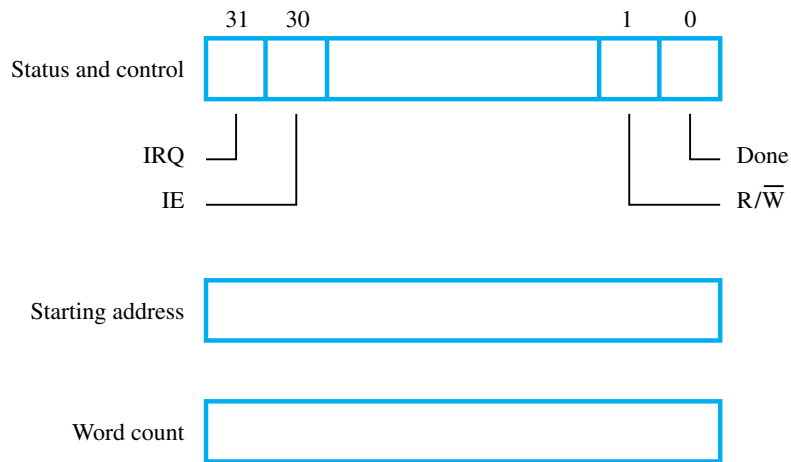 31 30 1 0
Status and control
IRQ Done
IE R/W̅
Starting address
Word count